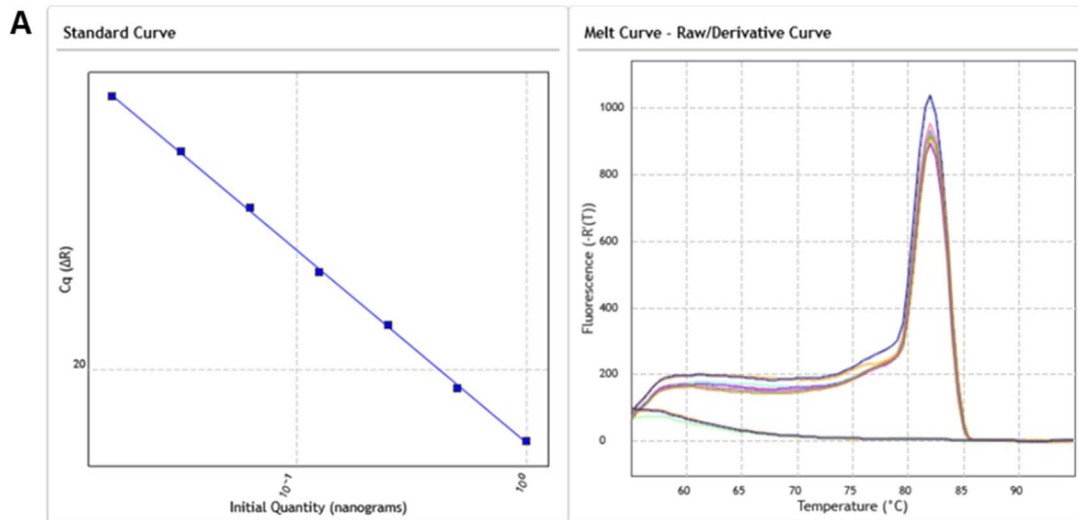 A
Standard Curve
Cq (ΔR)
20
10⁻¹
10⁰
Initial Quantity (nanograms)
Melt Curve - Raw/Derivative Curve
Fluorescence (-R'(T))
1000
800
600
400
200
0
60 65 70 75 80 85 90
Temperature (°C)